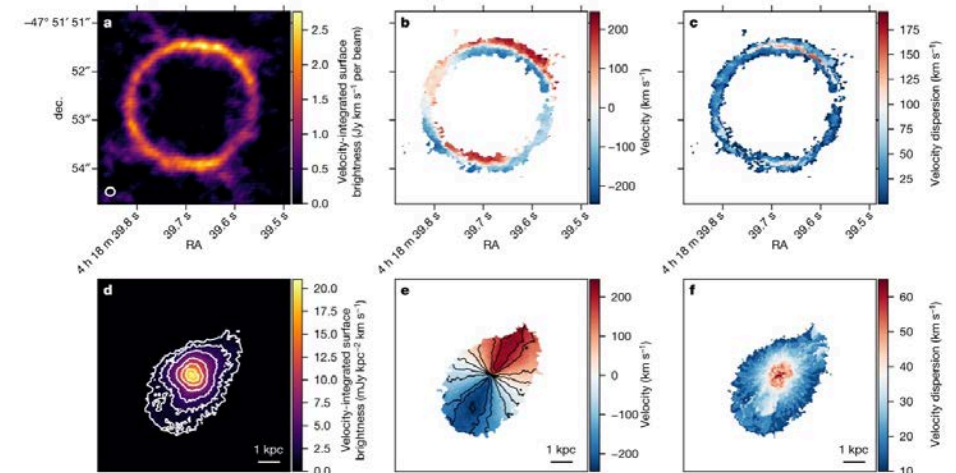 a
b
c
−47° 51′ 51″
52″
53″
54″
dec.
2.5
2.0
1.5
1.0
0.5
0.0
Velocity-integrated surface
brightness (Jy km s⁻¹ per beam)
200
100
0
−100
−200
Velocity (km s⁻¹)
175
150
125
100
75
50
25
Velocity dispersion (km s⁻¹)
4 h 18 m 39.8 s
39.7 s
39.6 s
39.5 s
RA
4 h 18 m 39.8 s
39.7 s
39.6 s
39.5 s
RA
4 h 18 m 39.8 s
39.7 s
39.6 s
39.5 s
RA
d
e
f
20.0
17.5
15.0
12.5
10.0
7.5
5.0
2.5
0.0
Velocity-integrated surface
brightness (mJy kpc⁻² km s⁻¹)
1 kpc
200
100
0
−100
−200
Velocity (km s⁻¹)
1 kpc
60
50
40
30
20
10
Velocity dispersion (km s⁻¹)
1 kpc